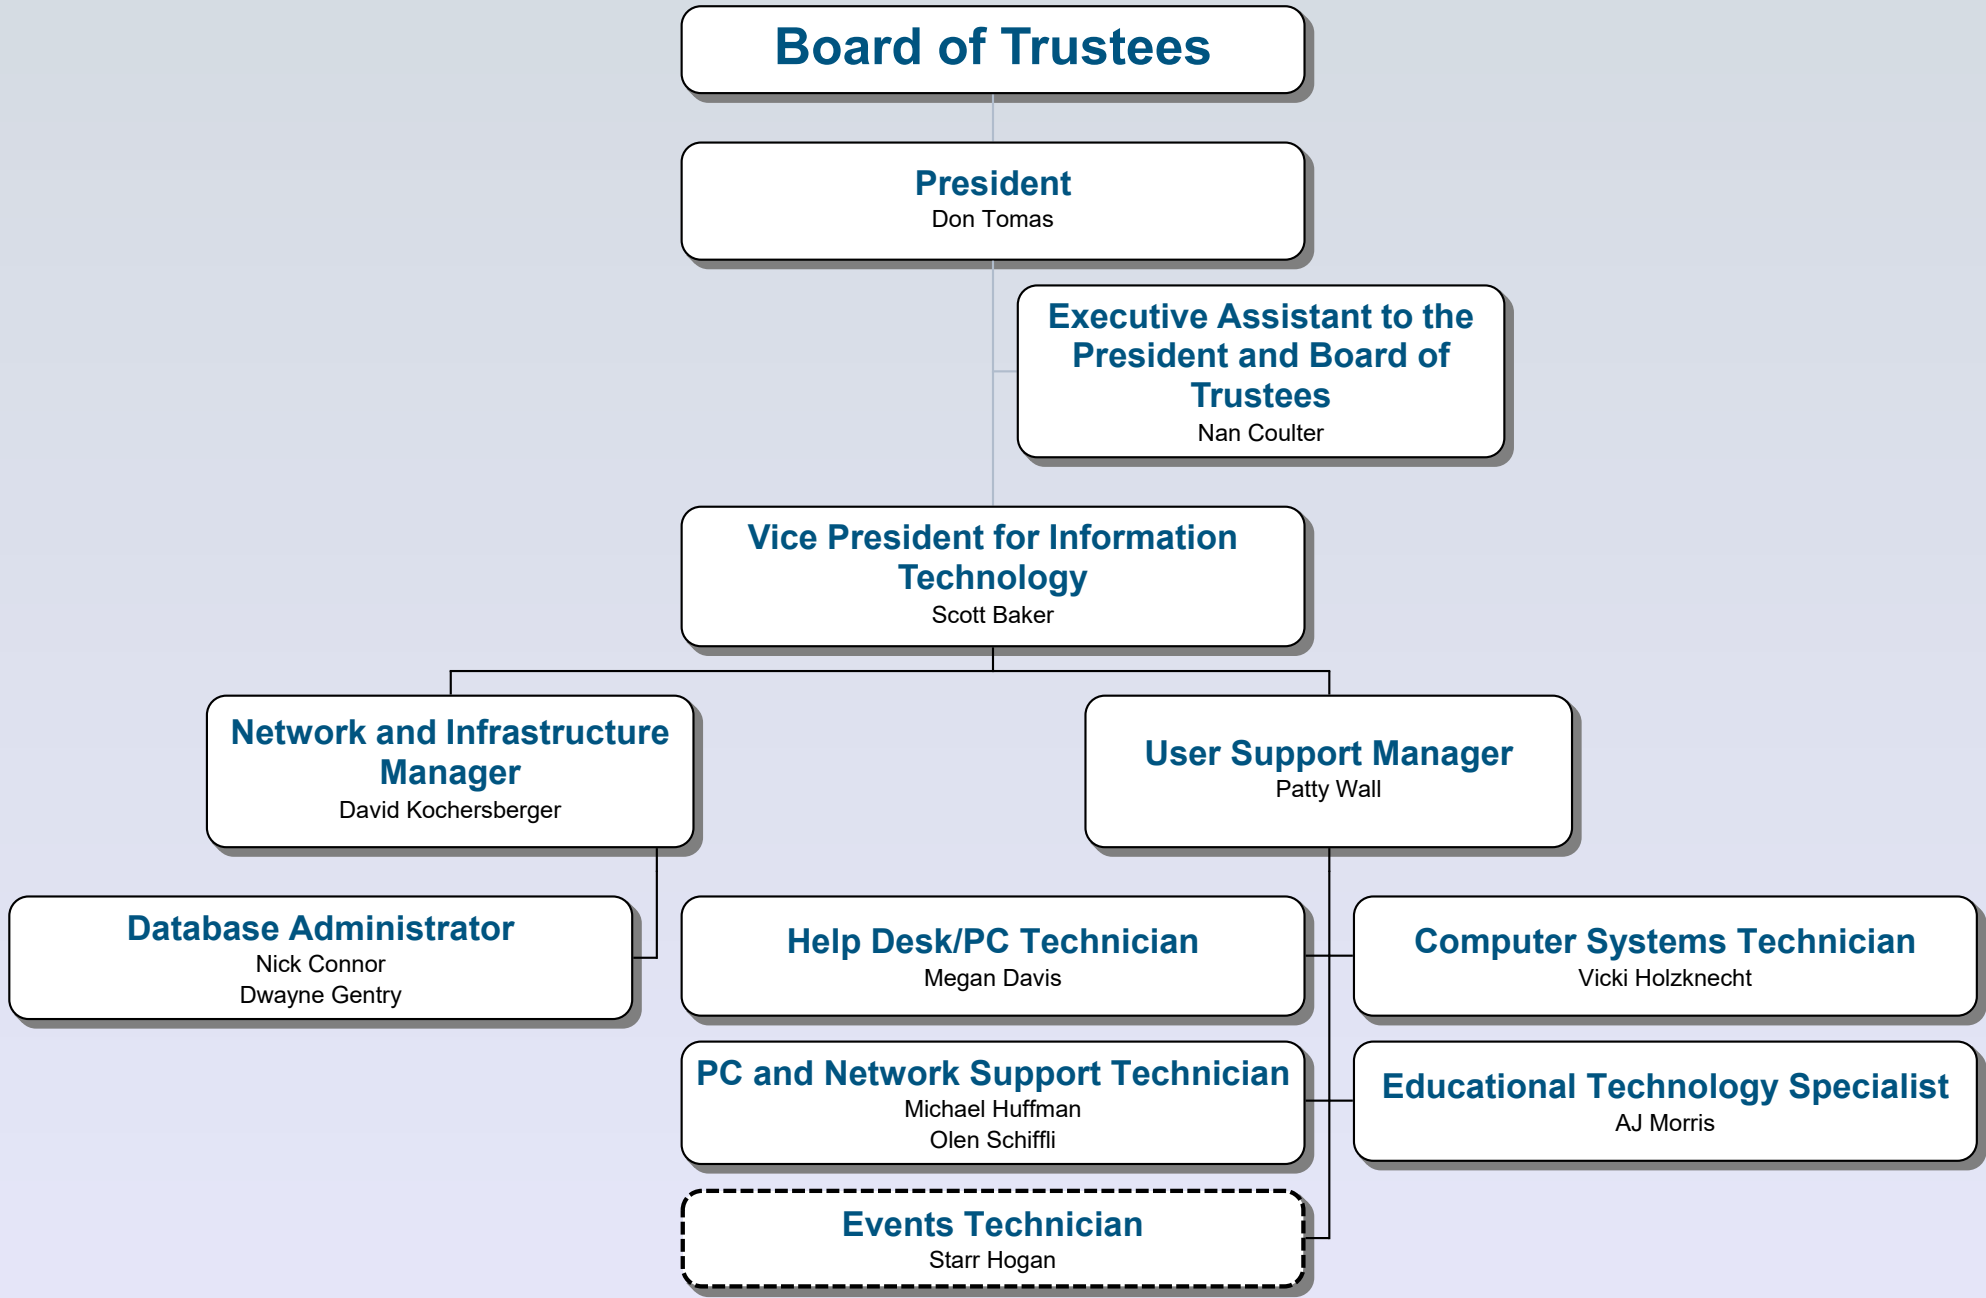 Board of Trustees
President
Don Tomas
Executive Assistant to the
President and Board of
Trustees
Nan Coulter
Vice President for Information
Technology
Scott Baker
Network and Infrastructure
Manager
David Kochersberger
User Support Manager
Patty Wall
Database Administrator
Nick Connor
Dwayne Gentry
Help Desk/PC Technician
Megan Davis
Computer Systems Technician
Vicki Holzknecht
PC and Network Support Technician
Michael Huffman
Olen Schiffli
Educational Technology Specialist
AJ Morris
Events Technician
Starr Hogan